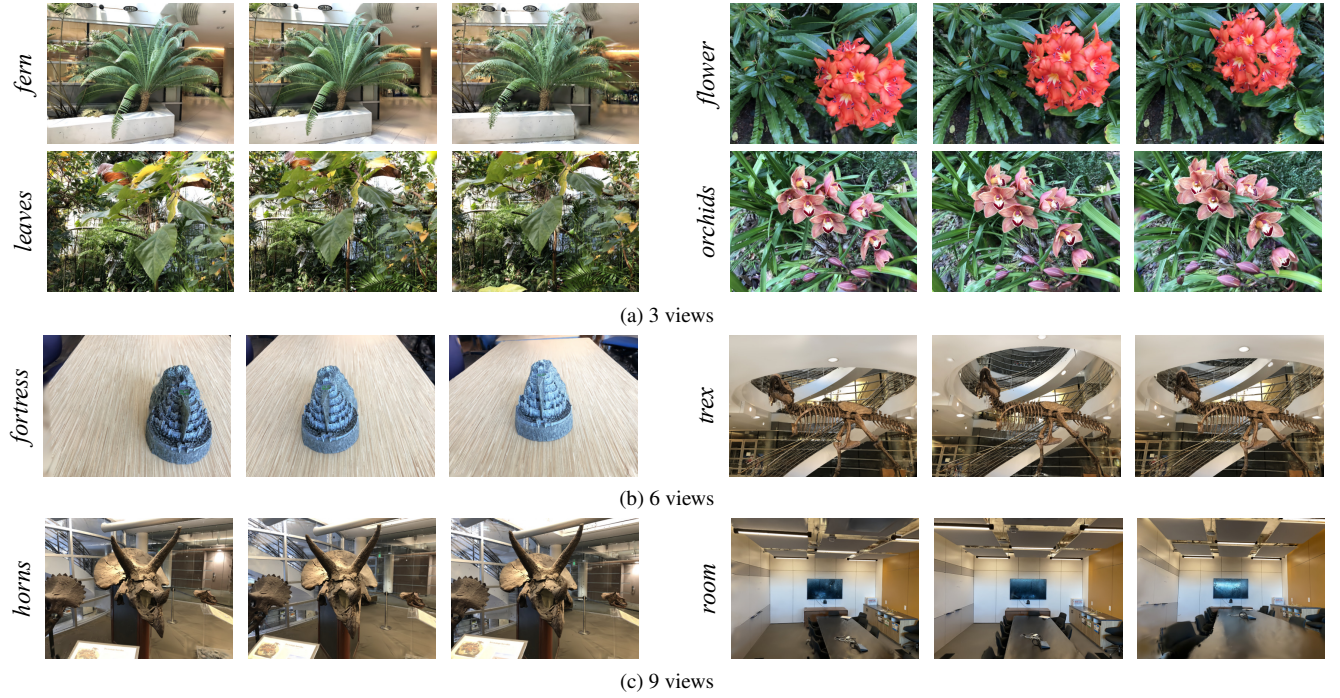 fern
flower
leaves
orchids
(a) 3 views
fortress
trex
(b) 6 views
horns
room
(c) 9 views